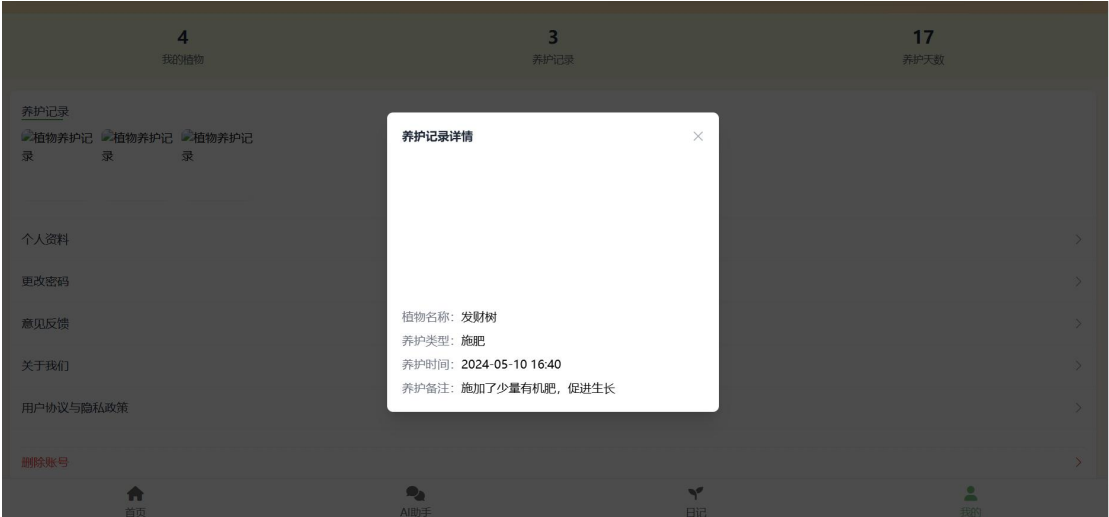 4
3
17
我的植物
养护记录
养护天数
养护记录
植物养护记录
植物养护记录
植物养护记录
养护记录详情
植物名称：发财树
养护类型：施肥
养护时间：2024-05-10 16:40
养护备注：施加了少量有机肥，促进生长
个人资料
更改密码
意见反馈
关于我们
用户协议与隐私政策
删除账号
首页
AI助手
日记
我的